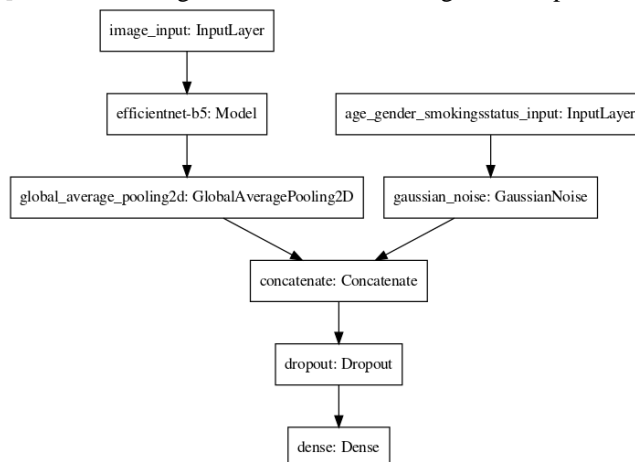 image_input: InputLayer
efficientnet-b5: Model
age_gender_smokingsstatus_input: InputLayer
global_average_pooling2d: GlobalAveragePooling2D
gaussian_noise: GaussianNoise
concatenate: Concatenate
dropout: Dropout
dense: Dense